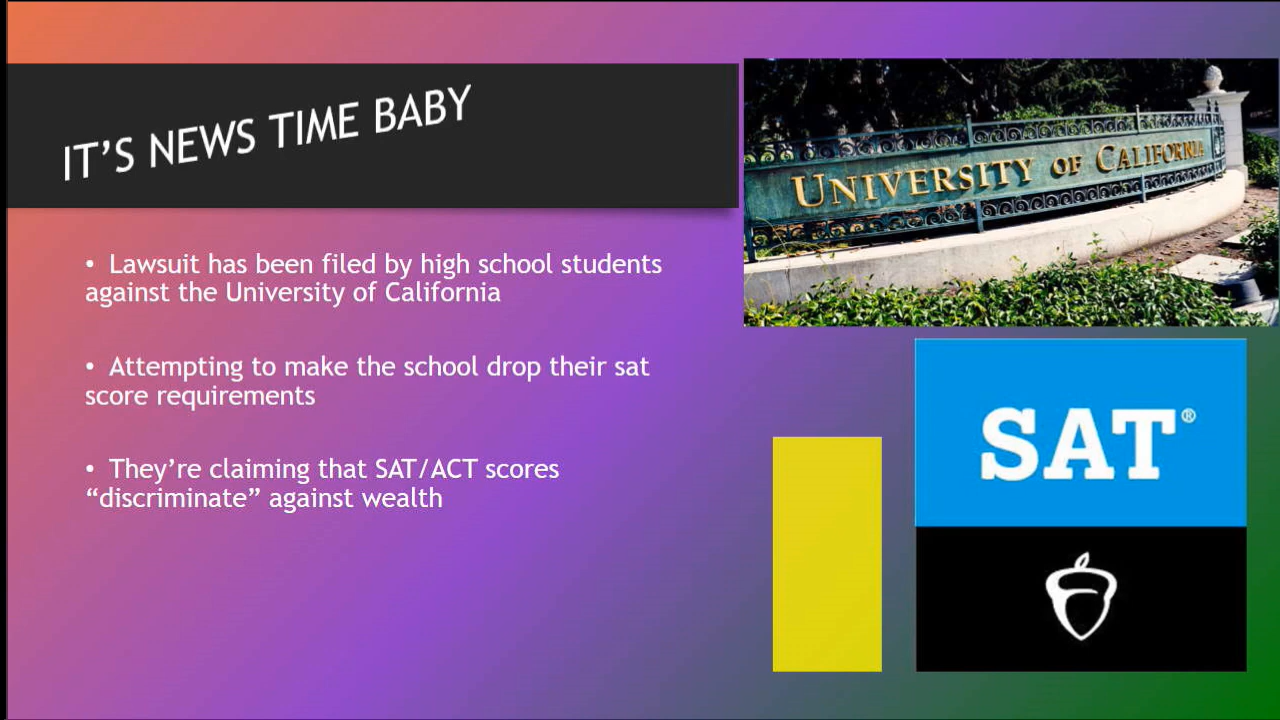 IT’S NEWS TIME BABY
UNIVERSITY OF CALIFORNIA
• Lawsuit has been filed by high school students
against the University of California
• Attempting to make the school drop their sat
score requirements
• They’re claiming that SAT/ACT scores
“discriminate” against wealth
SAT®